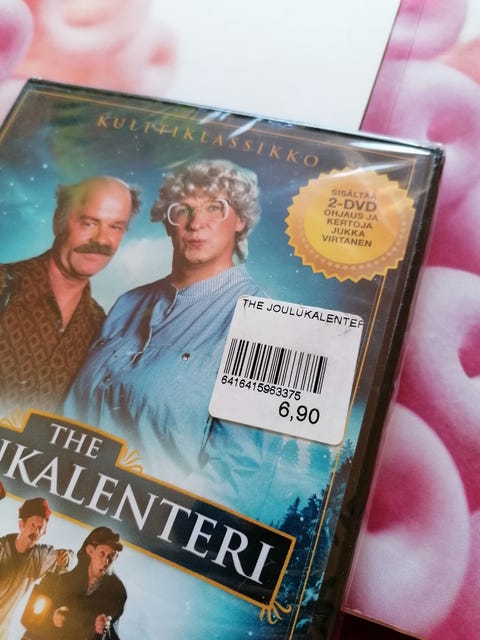 KULTTIKLASSIKKO
SISÄLTÄÄ
2-DVD
OHJAUS JA
KERTOJA
JUKKA
VIRTANEN
THE JOULUKALENTER
6416415963375
6,90
THE
UKALENTERI